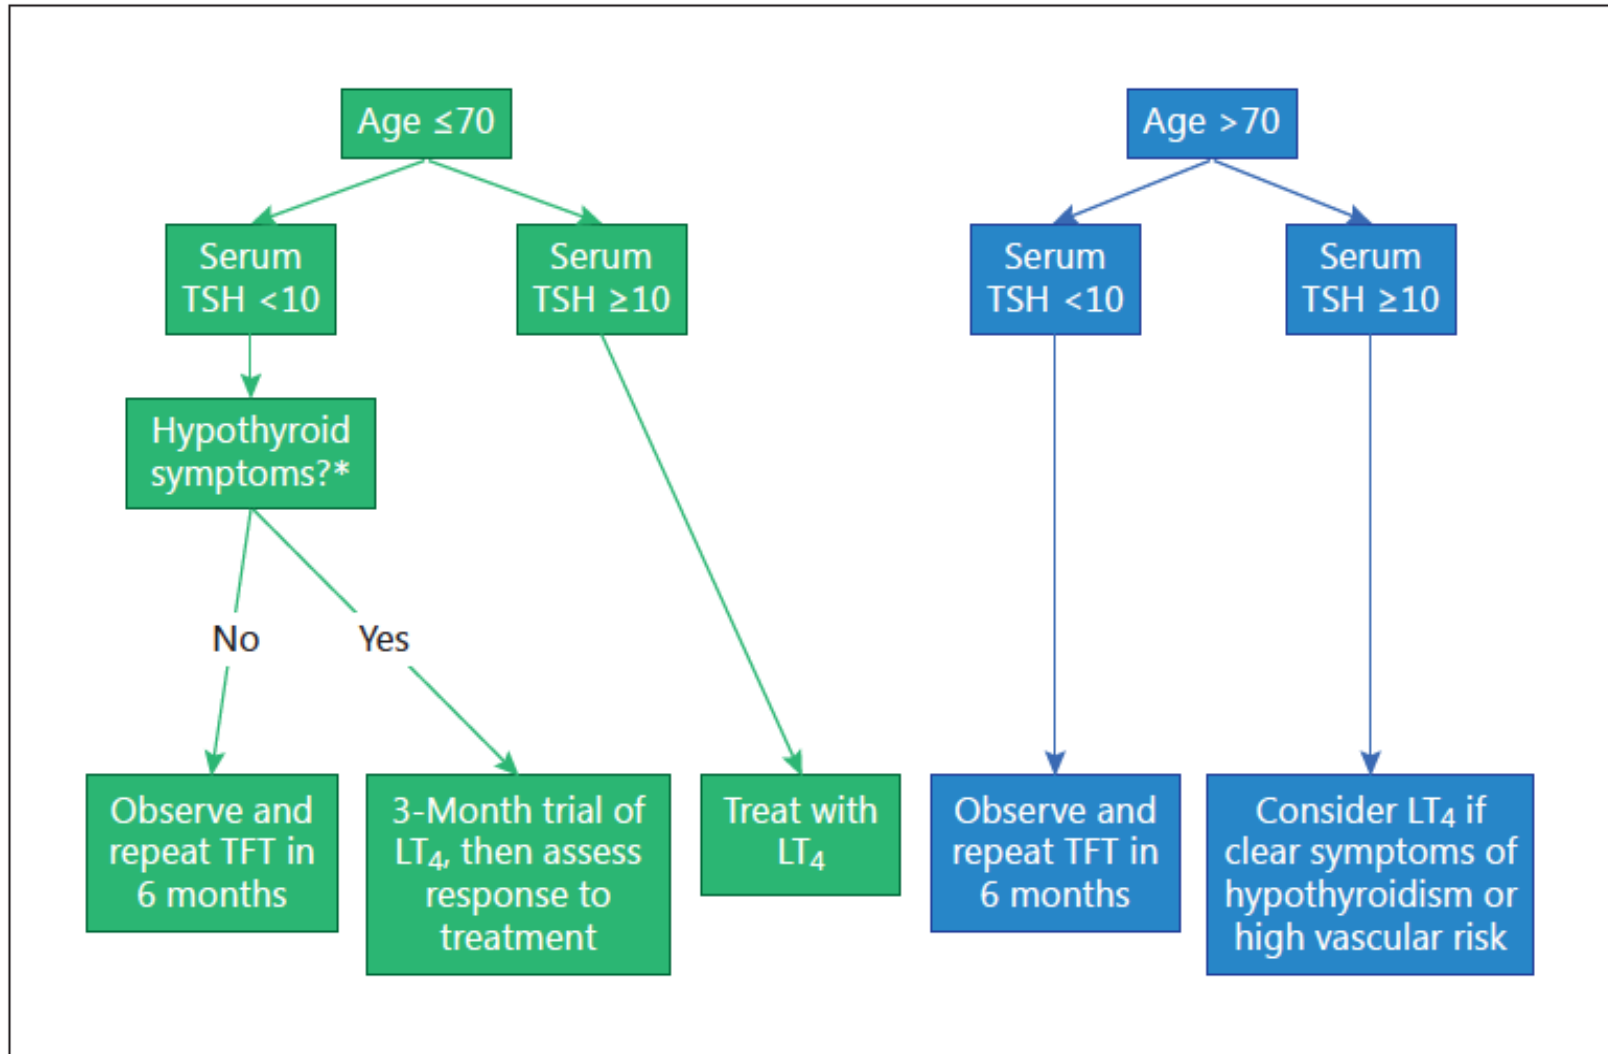 Age ≤70
Age >70
Serum
TSH <10
Serum
TSH ≥10
Serum
TSH <10
Serum
TSH ≥10
Hypothyroid
symptoms?*
No
Yes
Observe and
repeat TFT in
6 months
3-Month trial of
LT₄, then assess
response to
treatment
Treat with
LT₄
Observe and
repeat TFT in
6 months
Consider LT₄ if
clear symptoms of
hypothyroidism or
high vascular risk